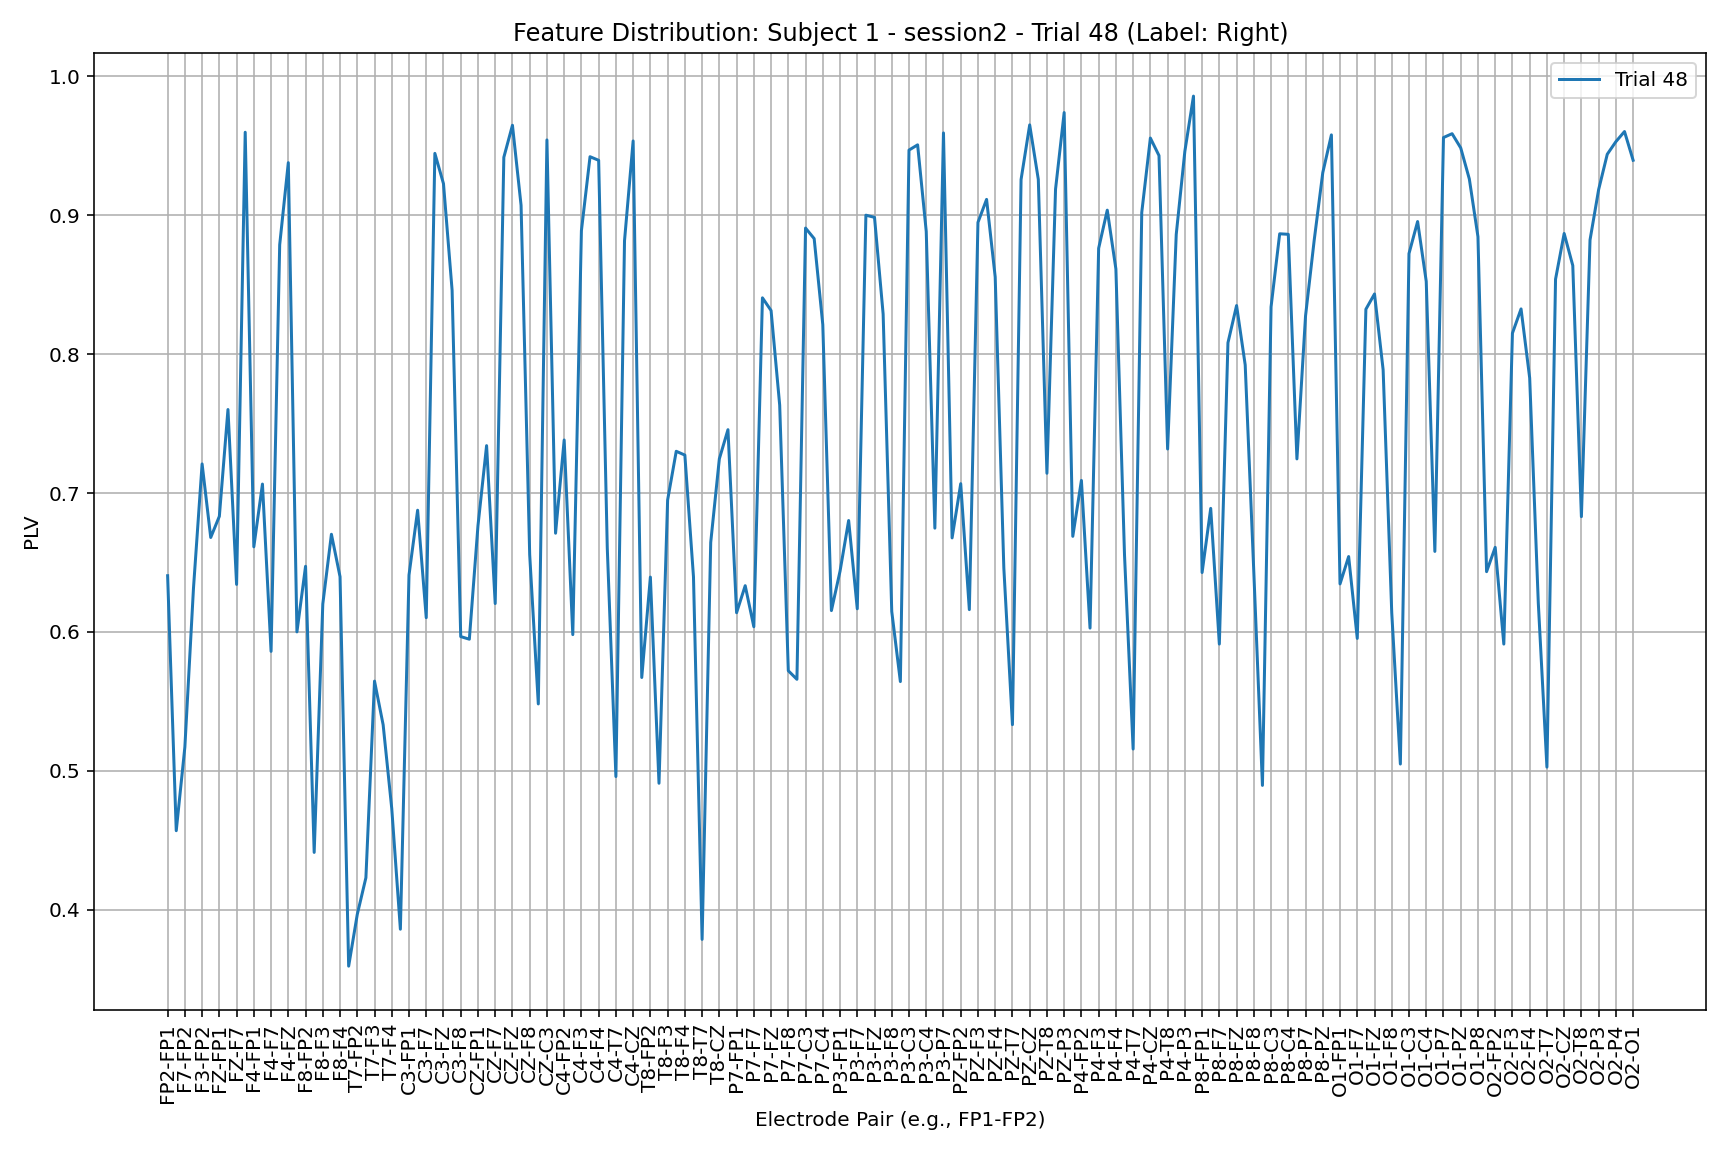 Feature Distribution: Subject 1 - session2 - Trial 48 (Label: Right)
Trial 48
PLV
1.0
0.9
0.8
0.7
0.6
0.5
0.4
FP2-FP1
F7-FP2
F3-FP2
FZ-FP1
FZ-F7
F4-FP1
F4-F7
F4-FZ
F8-FP2
F8-F3
F8-F4
T7-FP2
T7-F3
T7-F4
C3-FP1
C3-F7
C3-FZ
C3-F8
CZ-FP1
CZ-F7
CZ-FZ
CZ-F8
CZ-C3
C4-FP2
C4-F3
C4-F4
C4-T7
C4-CZ
T8-FP2
T8-F3
T8-F4
T8-T7
T8-CZ
P7-FP1
P7-F7
P7-FZ
P7-F8
P7-C3
P7-C4
P3-FP1
P3-F7
P3-FZ
P3-F8
P3-C3
P3-C4
P3-P7
PZ-FP2
PZ-F3
PZ-F4
PZ-T7
PZ-CZ
PZ-T8
PZ-P3
P4-FP2
P4-F3
P4-F4
P4-T7
P4-CZ
P4-T8
P4-P3
P8-FP1
P8-F7
P8-FZ
P8-F8
P8-C3
P8-C4
P8-P7
P8-PZ
O1-FP1
O1-F7
O1-FZ
O1-F8
O1-C3
O1-C4
O1-P7
O1-PZ
O1-P8
O2-FP2
O2-F3
O2-F4
O2-T7
O2-CZ
O2-T8
O2-P3
O2-P4
O2-O1
Electrode Pair (e.g., FP1-FP2)